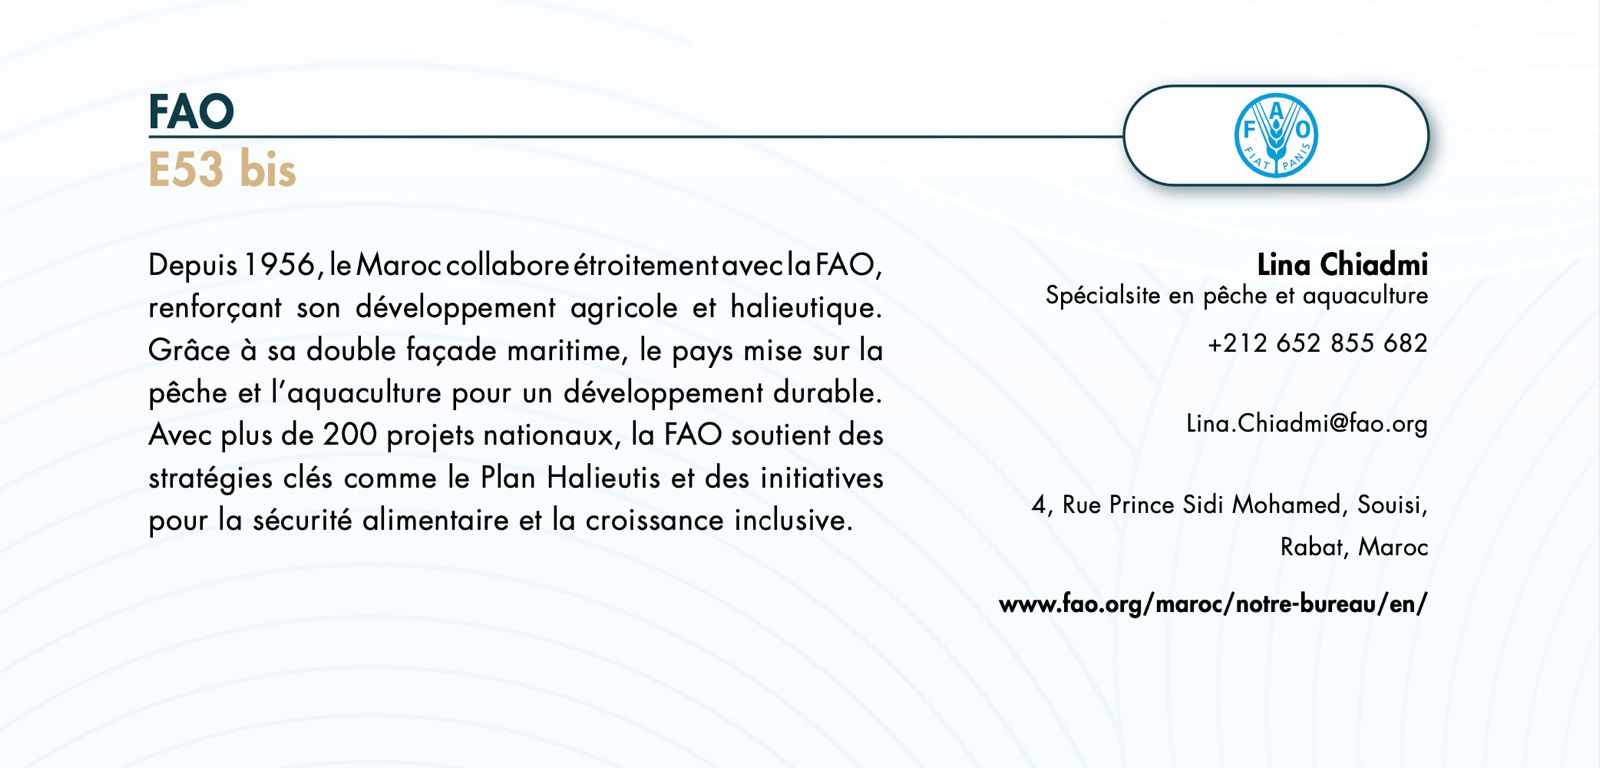 FAO
E53 bis
A
F O
FIAT PANIS
Depuis 1956, le Maroc collabore étroitement avec la FAO,
renforçant son développement agricole et halieutique.
Grâce à sa double façade maritime, le pays mise sur la
pêche et l’aquaculture pour un développement durable.
Avec plus de 200 projets nationaux, la FAO soutient des
stratégies clés comme le Plan Halieutis et des initiatives
pour la sécurité alimentaire et la croissance inclusive.
Lina Chiadmi
Spécialsite en pêche et aquaculture
+212 652 855 682
Lina.Chiadmi@fao.org
4, Rue Prince Sidi Mohamed, Souisi,
Rabat, Maroc
www.fao.org/maroc/notre-bureau/en/